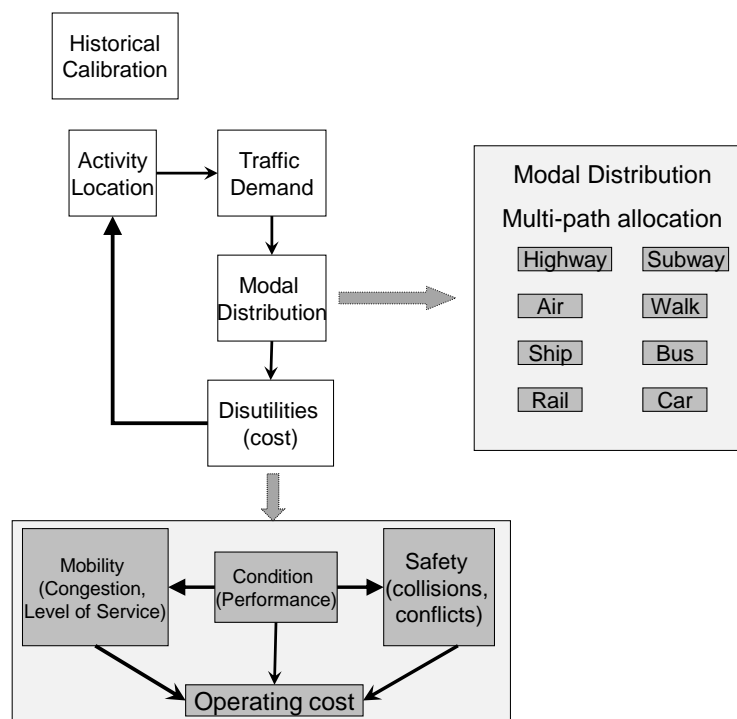 Historical
Calibration
Activity
Location
Traffic
Demand
Modal
Distribution
Disutilities
(cost)
Modal Distribution
Multi-path allocation
Highway
Subway
Air
Walk
Ship
Bus
Rail
Car
Mobility
(Congestion,
Level of Service)
Condition
(Performance)
Safety
(collisions,
conflicts)
Operating cost